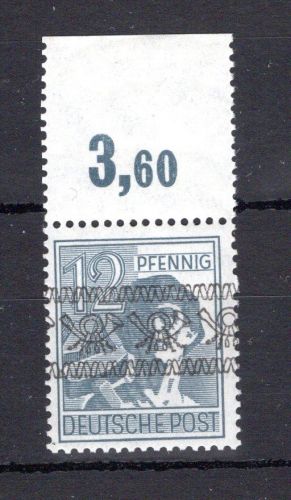 3,60
12 PFENNIG
DEUTSCHE POST